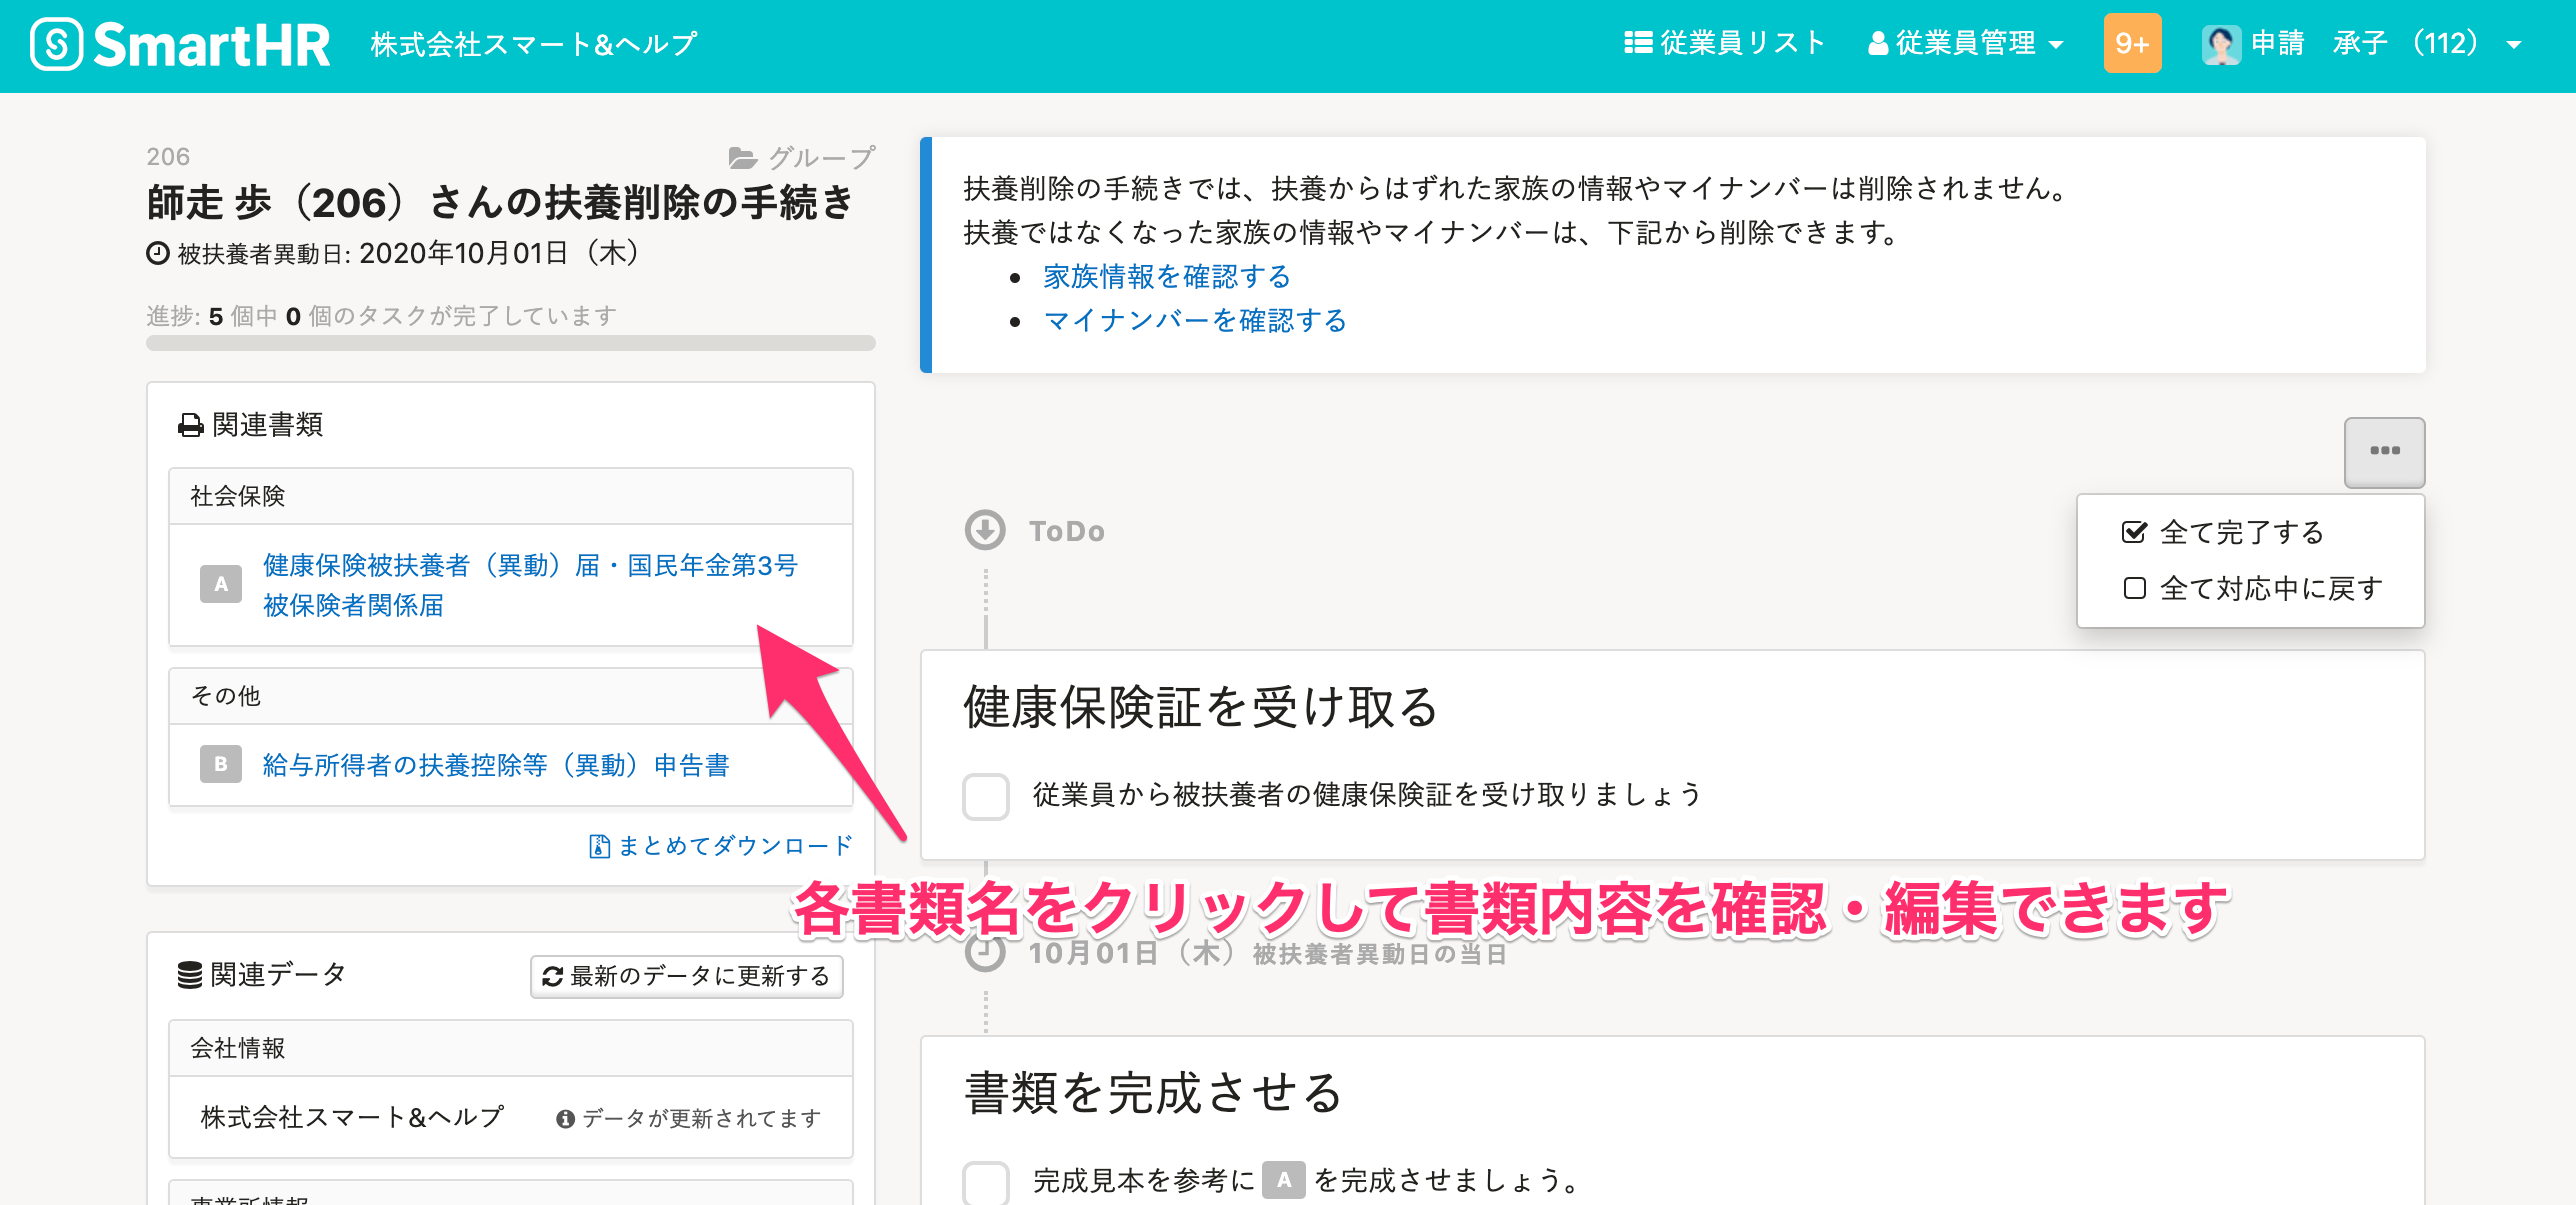 SmartHR 株式会社スマート&ヘルプ
従業員リスト 従業員管理 9+ 申請 承子 (112)
206 グループ
師走 歩（206）さんの扶養削除の手続き
被扶養者異動日: 2020年10月01日（木）
進捗: 5 個中 0 個のタスクが完了しています
関連書類
社会保険
A 健康保険被扶養者（異動）届・国民年金第3号
被保険者関係届
その他
B 給与所得者の扶養控除等（異動）申告書
まとめてダウンロード
関連データ 最新のデータに更新する
会社情報
株式会社スマート&ヘルプ データが更新されてます
事業所情報
扶養削除の手続きでは、扶養からはずれた家族の情報やマイナンバーは削除されません。
扶養ではなくなった家族の情報やマイナンバーは、下記から削除できます。
• 家族情報を確認する
• マイナンバーを確認する
•••
全て完了する
全て対応中に戻す
ToDo
健康保険証を受け取る
従業員から被扶養者の健康保険証を受け取りましょう
各書類名をクリックして書類内容を確認・編集できます
10月01日（木）被扶養者異動日の当日
書類を完成させる
完成見本を参考に A を完成させましょう。